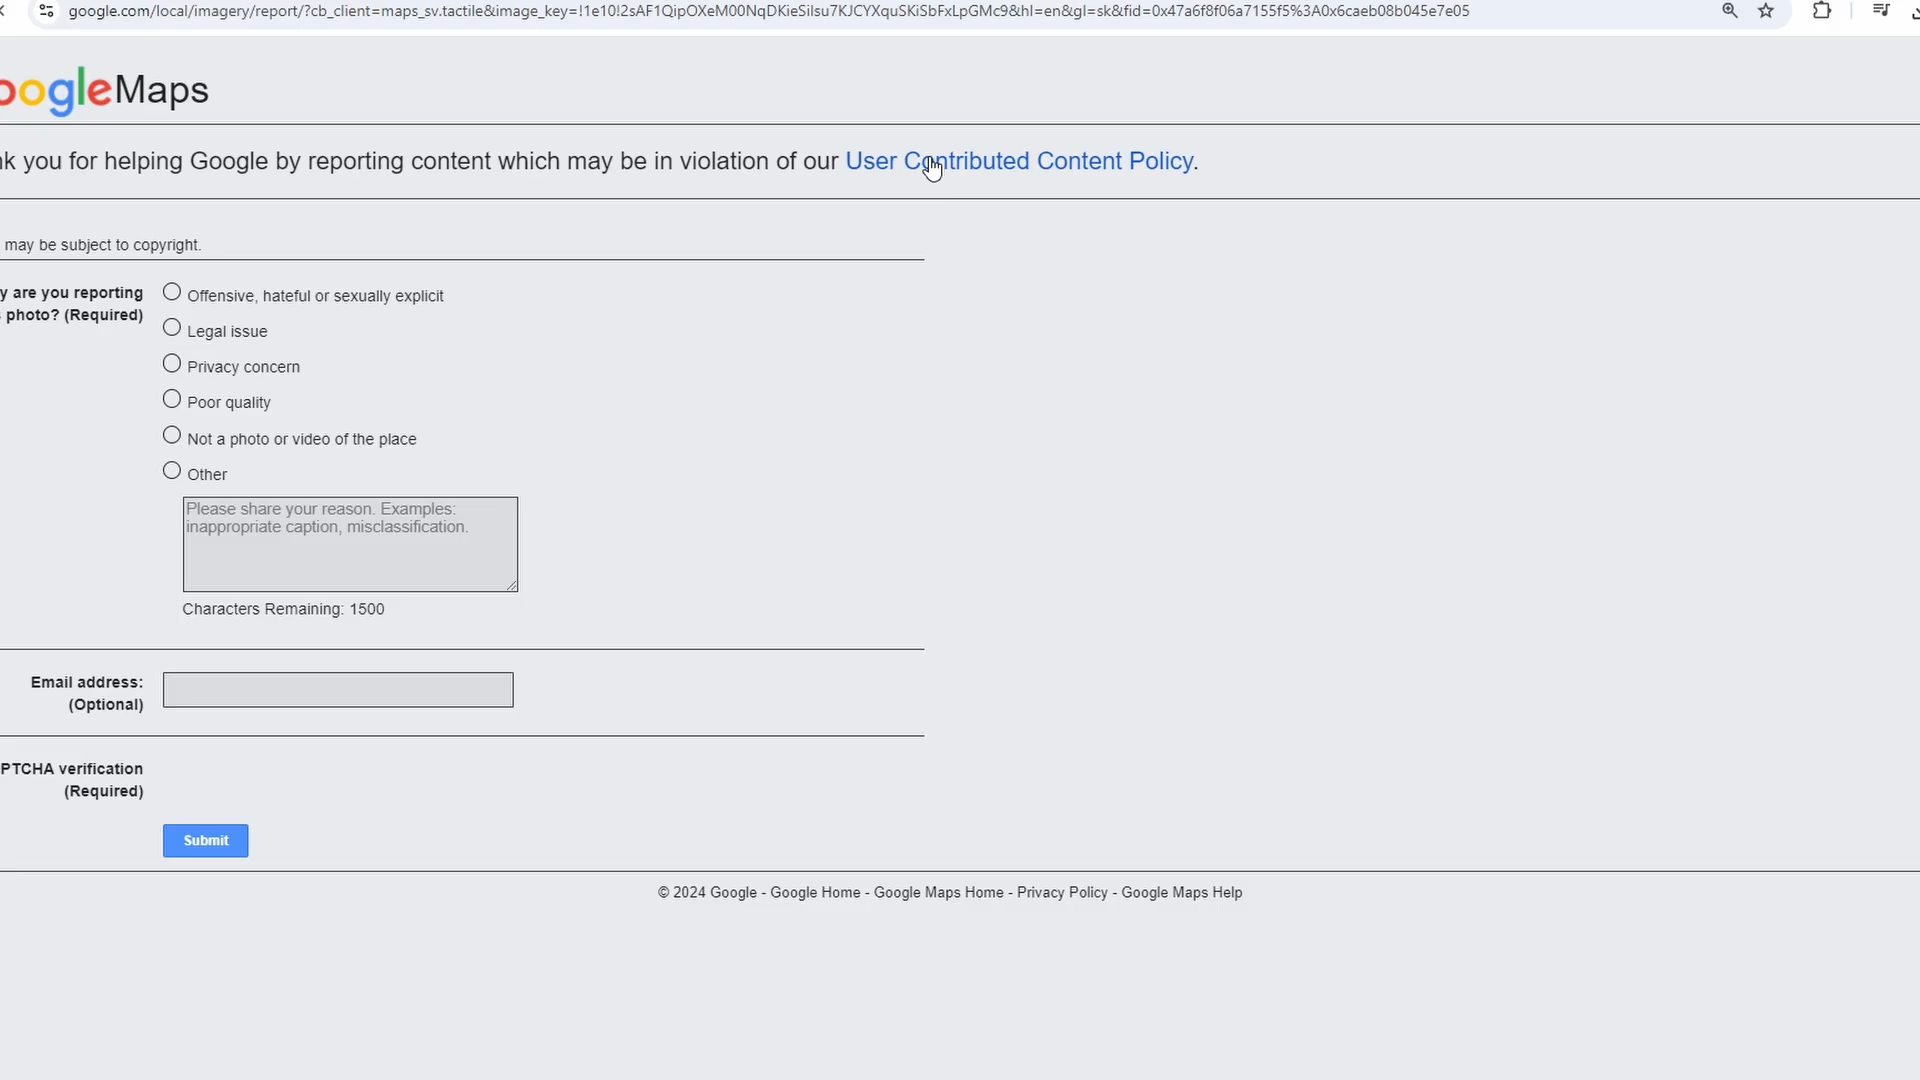 google.com/local/imagery/report/?cb_client=maps_sv.tactile&image_key=!1e10!2sAF1QipOXeM00NqDKieSiIsu7KJCYXquSKiSbFxLpGMc9&hl=en&gl=sk&fid=0x47a6f8f06a7155f5%3A0x6caeb08b045e7e05
oogleMaps
nk you for helping Google by reporting content which may be in violation of our User Contributed Content Policy.
may be subject to copyright.
y are you reporting
s photo? (Required)
Offensive, hateful or sexually explicit
Legal issue
Privacy concern
Poor quality
Not a photo or video of the place
Other
Please share your reason. Examples:
inappropriate caption, misclassification.
Characters Remaining: 1500
Email address:
(Optional)
PTCHA verification
(Required)
Submit
© 2024 Google - Google Home - Google Maps Home - Privacy Policy - Google Maps Help